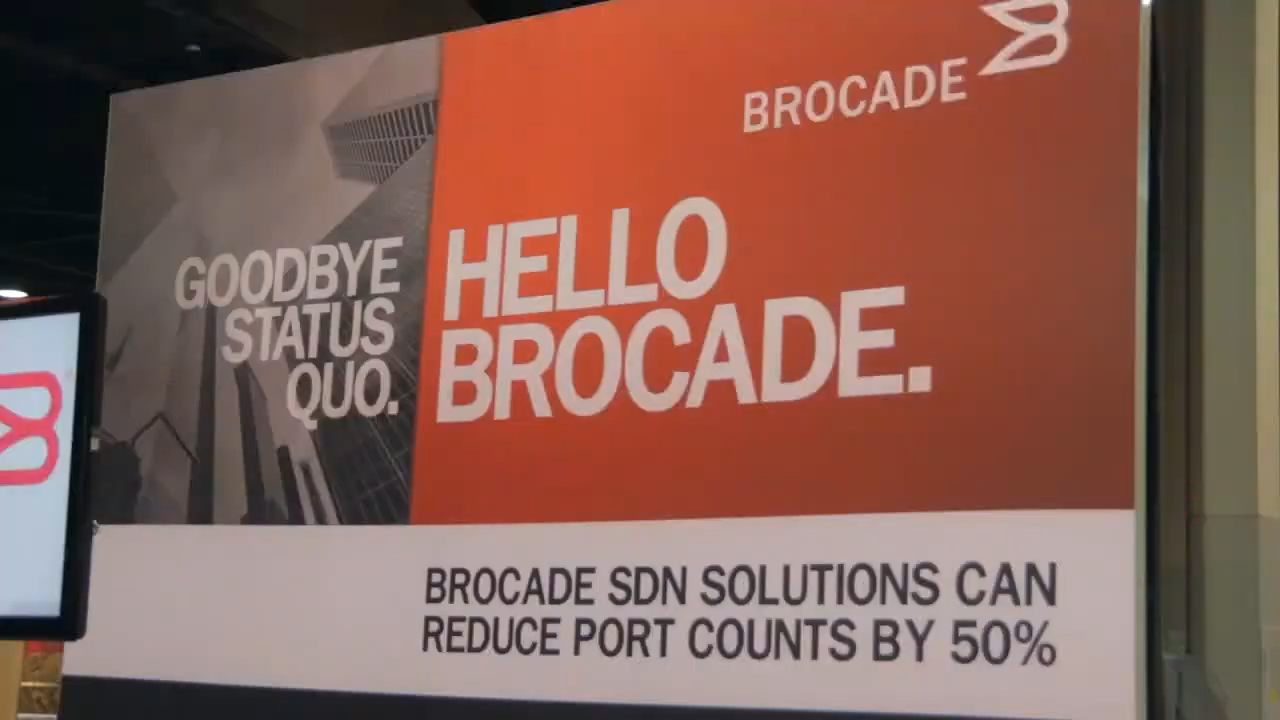 BROCADE
GOODBYE
STATUS
QUO.
HELLO
BROCADE.
BROCADE SDN SOLUTIONS CAN
REDUCE PORT COUNTS BY 50%